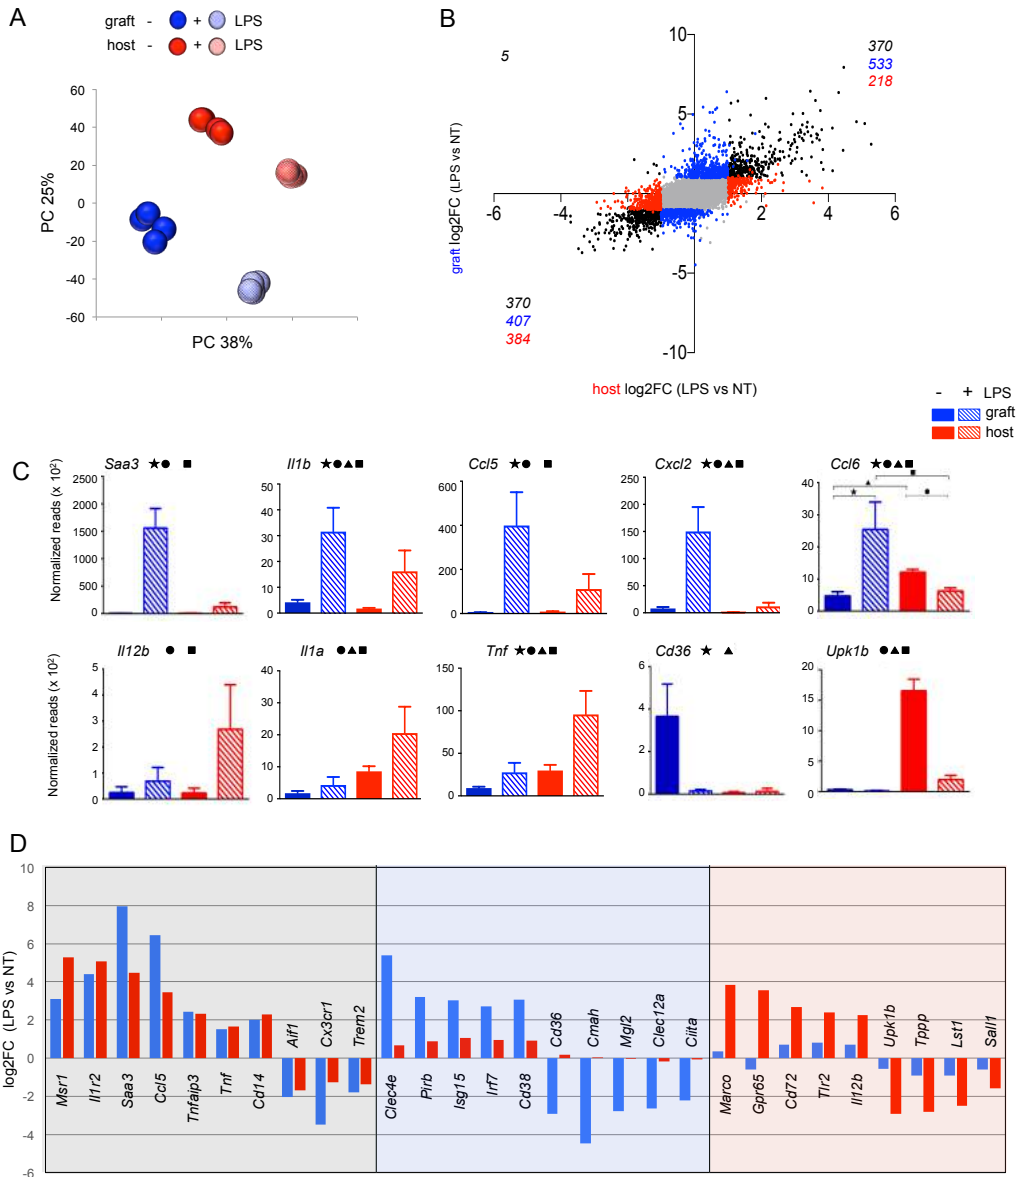 A
graft - + LPS
host - + LPS
60
40
20
0
-20
-40
-60
PC 25%
PC 38%
B
5
10
5
-5
-10
-6
-4
-2
2
4
6
370
533
218
370
407
384
graft log2FC (LPS vs NT)
host log2FC (LPS vs NT)
- + LPS
graft
host
C
Saa3 ★● ■
Il1b ★●▲■
Ccl5 ★● ■
Cxcl2 ★●▲■
Ccl6 ★●▲■
Normalized reads (x 10²)
2500
2000
1500
1000
500
0
50
40
30
20
10
0
600
400
200
0
250
200
150
100
50
0
40
30
20
10
0
Il12b ● ■
Il1a ●▲■
Tnf ★●▲■
Cd36 ★ ▲
Upk1b ●▲■
Normalized reads (x 10²)
5
4
3
2
1
0
40
30
20
10
0
150
100
50
0
6
4
2
0
20
15
10
5
0
D
log2FC (LPS vs NT)
10
8
6
4
2
0
-2
-4
-6
Msr1
Il1r2
Saa3
Ccl5
Tnfaip3
Tnf
Cd14
Aif1
Cx3cr1
Trem2
Clec4e
Pirb
Isg15
Irf7
Cd38
Cd36
Cmah
Mgl2
Clec12a
Ciita
Marco
Gpr65
Cd72
Tlr2
Il12b
Upk1b
Tppp
Lst1
Sall1